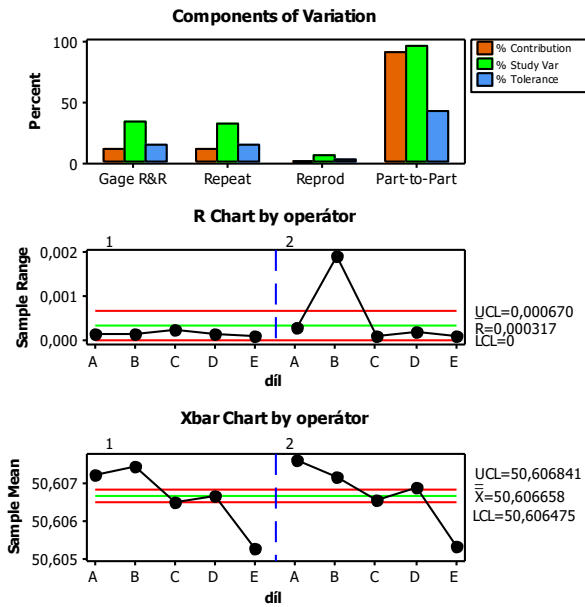 Components of Variation
100
50
0
Percent
Gage R&R Repeat Reprod Part-to-Part
% Contribution
% Study Var
% Tolerance
R Chart by operátor
1 2
0,002
0,001
0,000
Sample Range
UCL=0,000670
R=0,000317
LCL=0
A B C D E A B C D E
díl
Xbar Chart by operátor
1 2
50,607
50,606
50,605
Sample Mean
UCL=50,606841
X=50,606658
LCL=50,606475
A B C D E A B C D E
díl